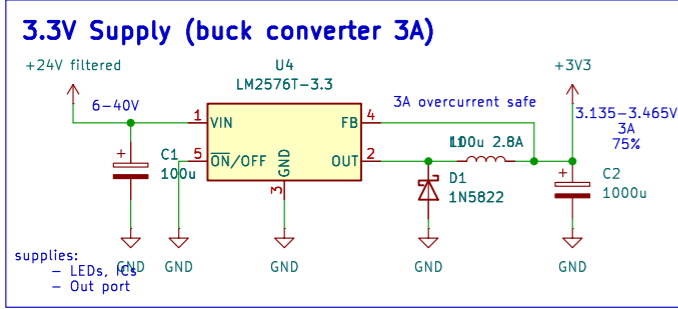 3.3V Supply (buck converter 3A)
+24V filtered
U4
LM2576T-3.3
+3V3
6-40V
3A overcurrent safe
3.135-3.465V
3A
75%
1
VIN
FB
4
L1
100u 2.8A
C1
100u
5
ON/OFF
GND
OUT
2
3
D1
1N5822
C2
1000u
supplies:
- LEDs, ICs
- Out port
GND
GND
GND
GND
GND